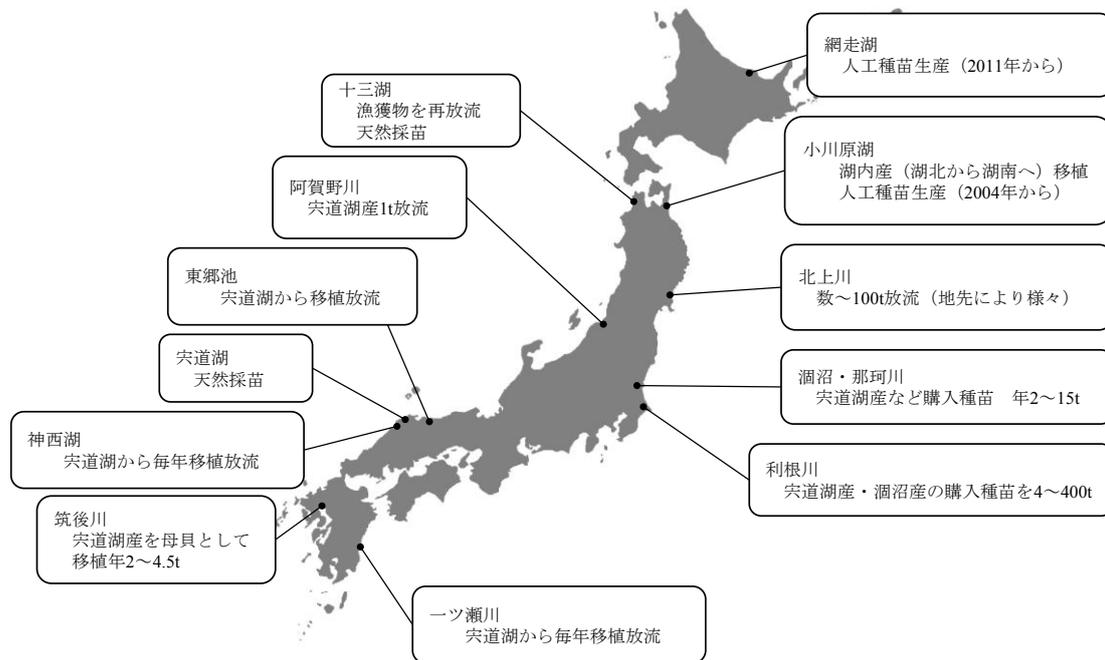 網走湖
人工種苗生産（2011年から）
十三湖
漁獲物を再放流
天然採苗
小川原湖
湖内産（湖北から湖南へ）移植
人工種苗生産（2004年から）
阿賀野川
宍道湖産1t放流
北上川
数～100t放流（地先により様々）
東郷池
宍道湖から移植放流
宍道湖
天然採苗
涸沼・那珂川
宍道湖産など購入種苗　年2～15t
神西湖
宍道湖から毎年移植放流
利根川
宍道湖産・涸沼産の購入種苗を4～400t
筑後川
宍道湖産を母貝として
移植年2～4.5t
一ツ瀬川
宍道湖から毎年移植放流